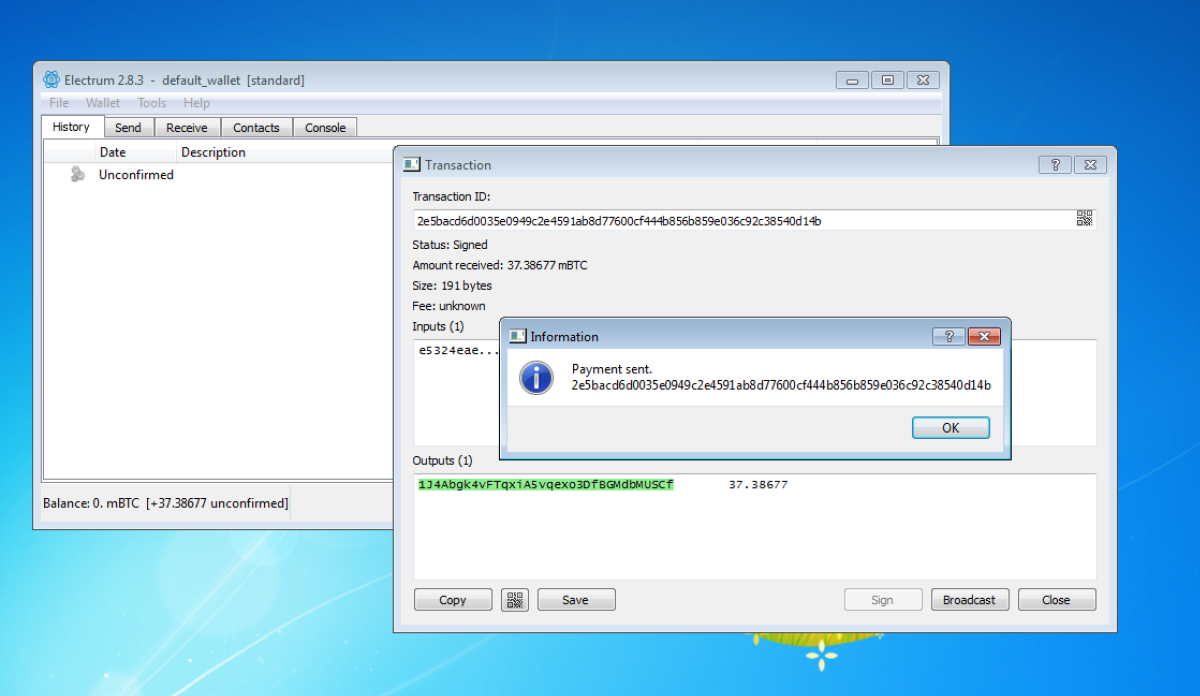 Electrum 2.8.3 - default_wallet [standard]
File Wallet Tools Help
History Send Receive Contacts Console
Date Description
Unconfirmed
Balance: 0. mBTC [+37.38677 unconfirmed]
Transaction
Transaction ID:
2e5bacd6d0035e0949c2e4591ab8d77600cf444b856b859e036c92c38540d14b
Status: Signed
Amount received: 37.38677 mBTC
Size: 191 bytes
Fee: unknown
Inputs (1)
e5324eae...
Information
Payment sent.
2e5bacd6d0035e0949c2e4591ab8d77600cf444b856b859e036c92c38540d14b
OK
Outputs (1)
1J4Abgk4vFTqxiA5vqexo3DfBGMdbMUSCf 37.38677
Copy Save Sign Broadcast Close